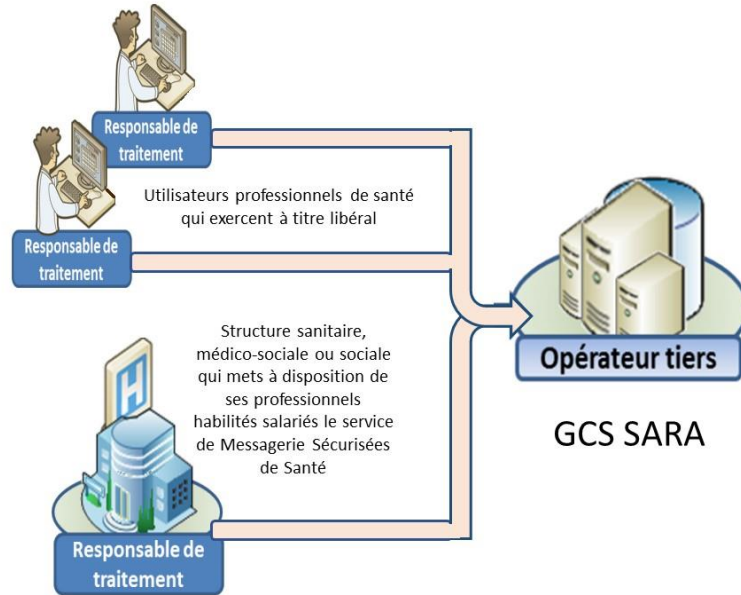 Responsable de
traitement
Responsable de
traitement
Utilisateurs professionnels de santé
qui exercent à titre libéral
Structure sanitaire,
médico-sociale ou sociale
qui mets à disposition de
ses professionnels
habilités salariés le service
de Messagerie Sécurisées
de Santé
H
Responsable de
traitement
Opérateur tiers
GCS SARA